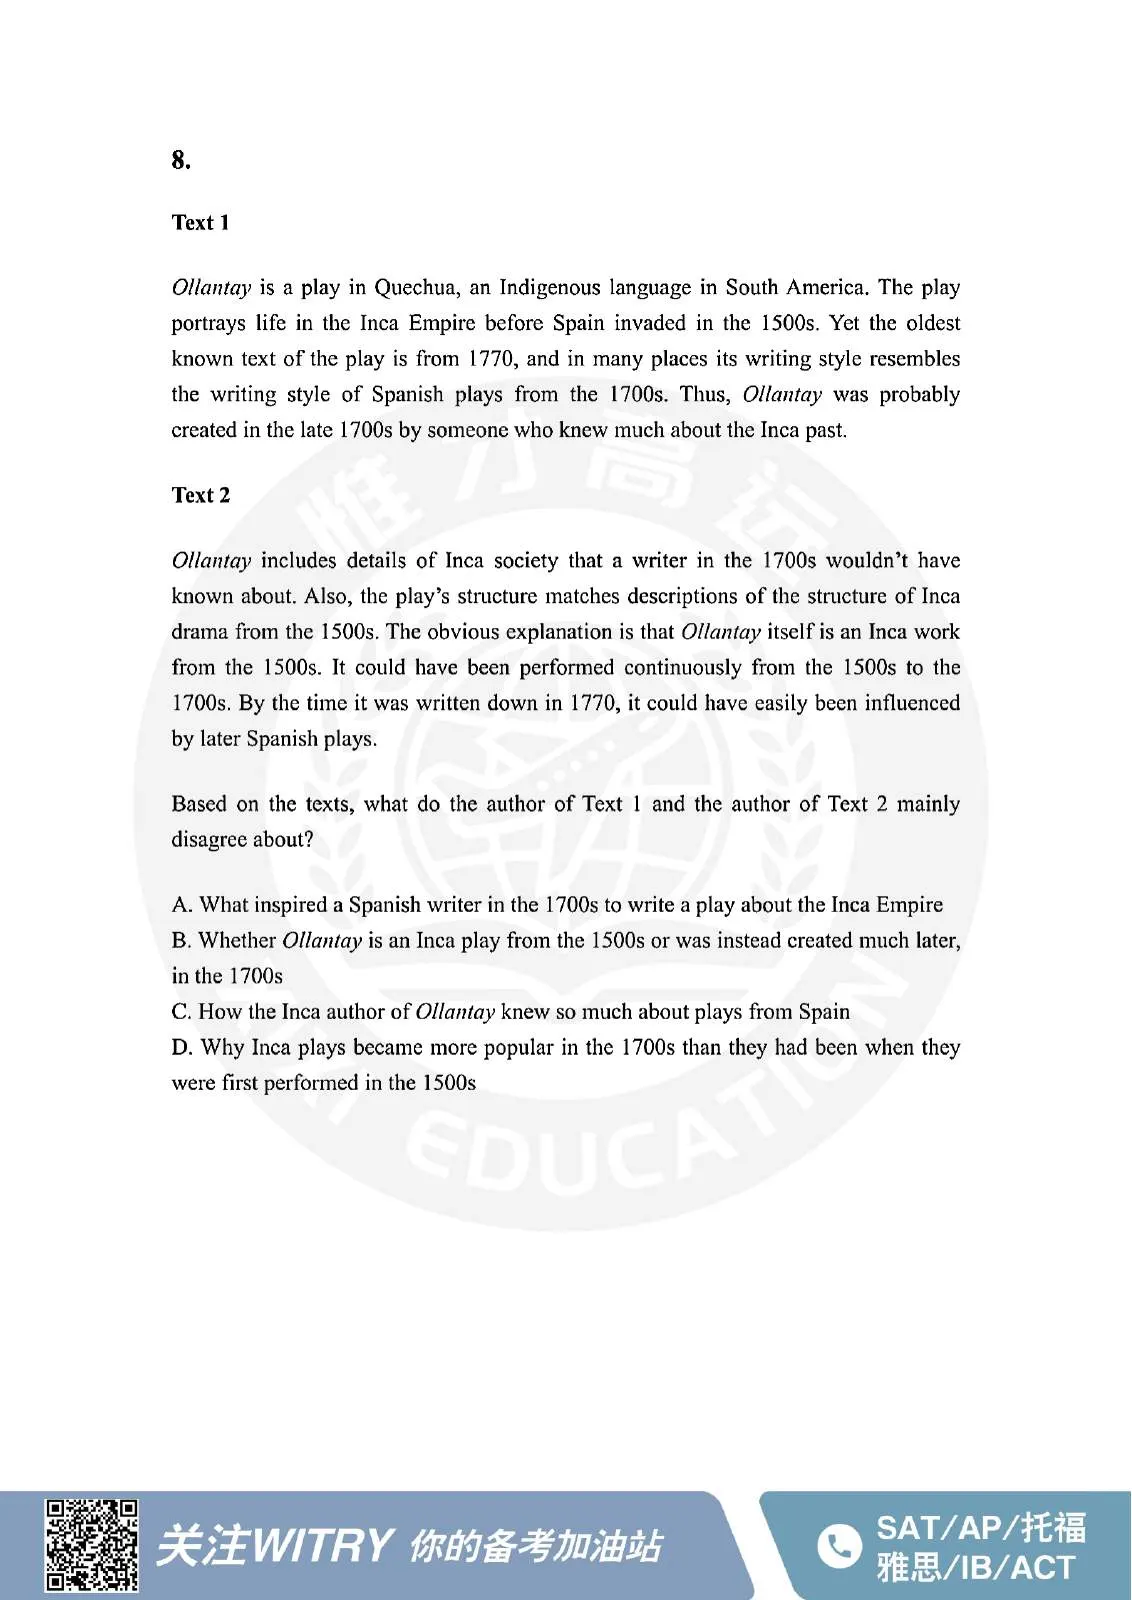 8.
Text 1
Ollantay is a play in Quechua, an Indigenous language in South America. The play
portrays life in the Inca Empire before Spain invaded in the 1500s. Yet the oldest
known text of the play is from 1770, and in many places its writing style resembles
the writing style of Spanish plays from the 1700s. Thus, Ollantay was probably
created in the late 1700s by someone who knew much about the Inca past.
Text 2
Ollantay includes details of Inca society that a writer in the 1700s wouldn’t have
known about. Also, the play’s structure matches descriptions of the structure of Inca
drama from the 1500s. The obvious explanation is that Ollantay itself is an Inca work
from the 1500s. It could have been performed continuously from the 1500s to the
1700s. By the time it was written down in 1770, it could have easily been influenced
by later Spanish plays.
Based on the texts, what do the author of Text 1 and the author of Text 2 mainly
disagree about?
A. What inspired a Spanish writer in the 1700s to write a play about the Inca Empire
B. Whether Ollantay is an Inca play from the 1500s or was instead created much later,
in the 1700s
C. How the Inca author of Ollantay knew so much about plays from Spain
D. Why Inca plays became more popular in the 1700s than they had been when they
were first performed in the 1500s
惟才高远
EDUCATION
关注WITRY 你的备考加油站
SAT/AP/托福
雅思/IB/ACT